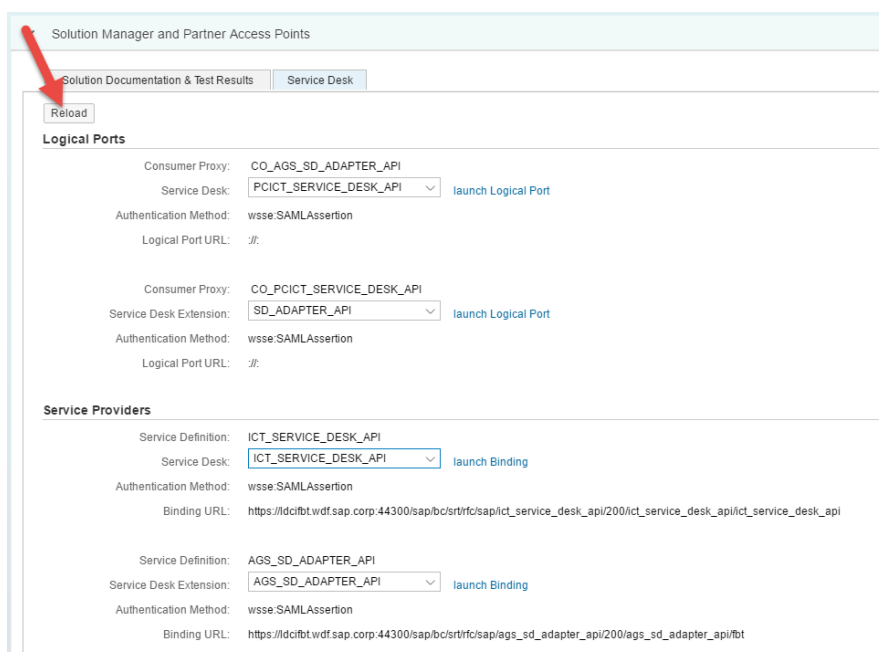 Solution Manager and Partner Access Points
Solution Documentation & Test Results Service Desk
Reload
Logical Ports
Consumer Proxy: CO_AGS_SD_ADAPTER_API
Service Desk: PCICT_SERVICE_DESK_API launch Logical Port
Authentication Method: wsse:SAMLAssertion
Logical Port URL: ://:
Consumer Proxy: CO_PCICT_SERVICE_DESK_API
Service Desk Extension: SD_ADAPTER_API launch Logical Port
Authentication Method: wsse:SAMLAssertion
Logical Port URL: ://:
Service Providers
Service Definition: ICT_SERVICE_DESK_API
Service Desk: ICT_SERVICE_DESK_API launch Binding
Authentication Method: wsse:SAMLAssertion
Binding URL: https://ldcifbt.wdf.sap.corp:44300/sap/bc/srt/rfc/sap/ict_service_desk_api/200/ict_service_desk_api/ict_service_desk_api
Service Definition: AGS_SD_ADAPTER_API
Service Desk Extension: AGS_SD_ADAPTER_API launch Binding
Authentication Method: wsse:SAMLAssertion
Binding URL: https://ldcifbt.wdf.sap.corp:44300/sap/bc/srt/rfc/sap/ags_sd_adapter_api/200/ags_sd_adapter_api/fbt